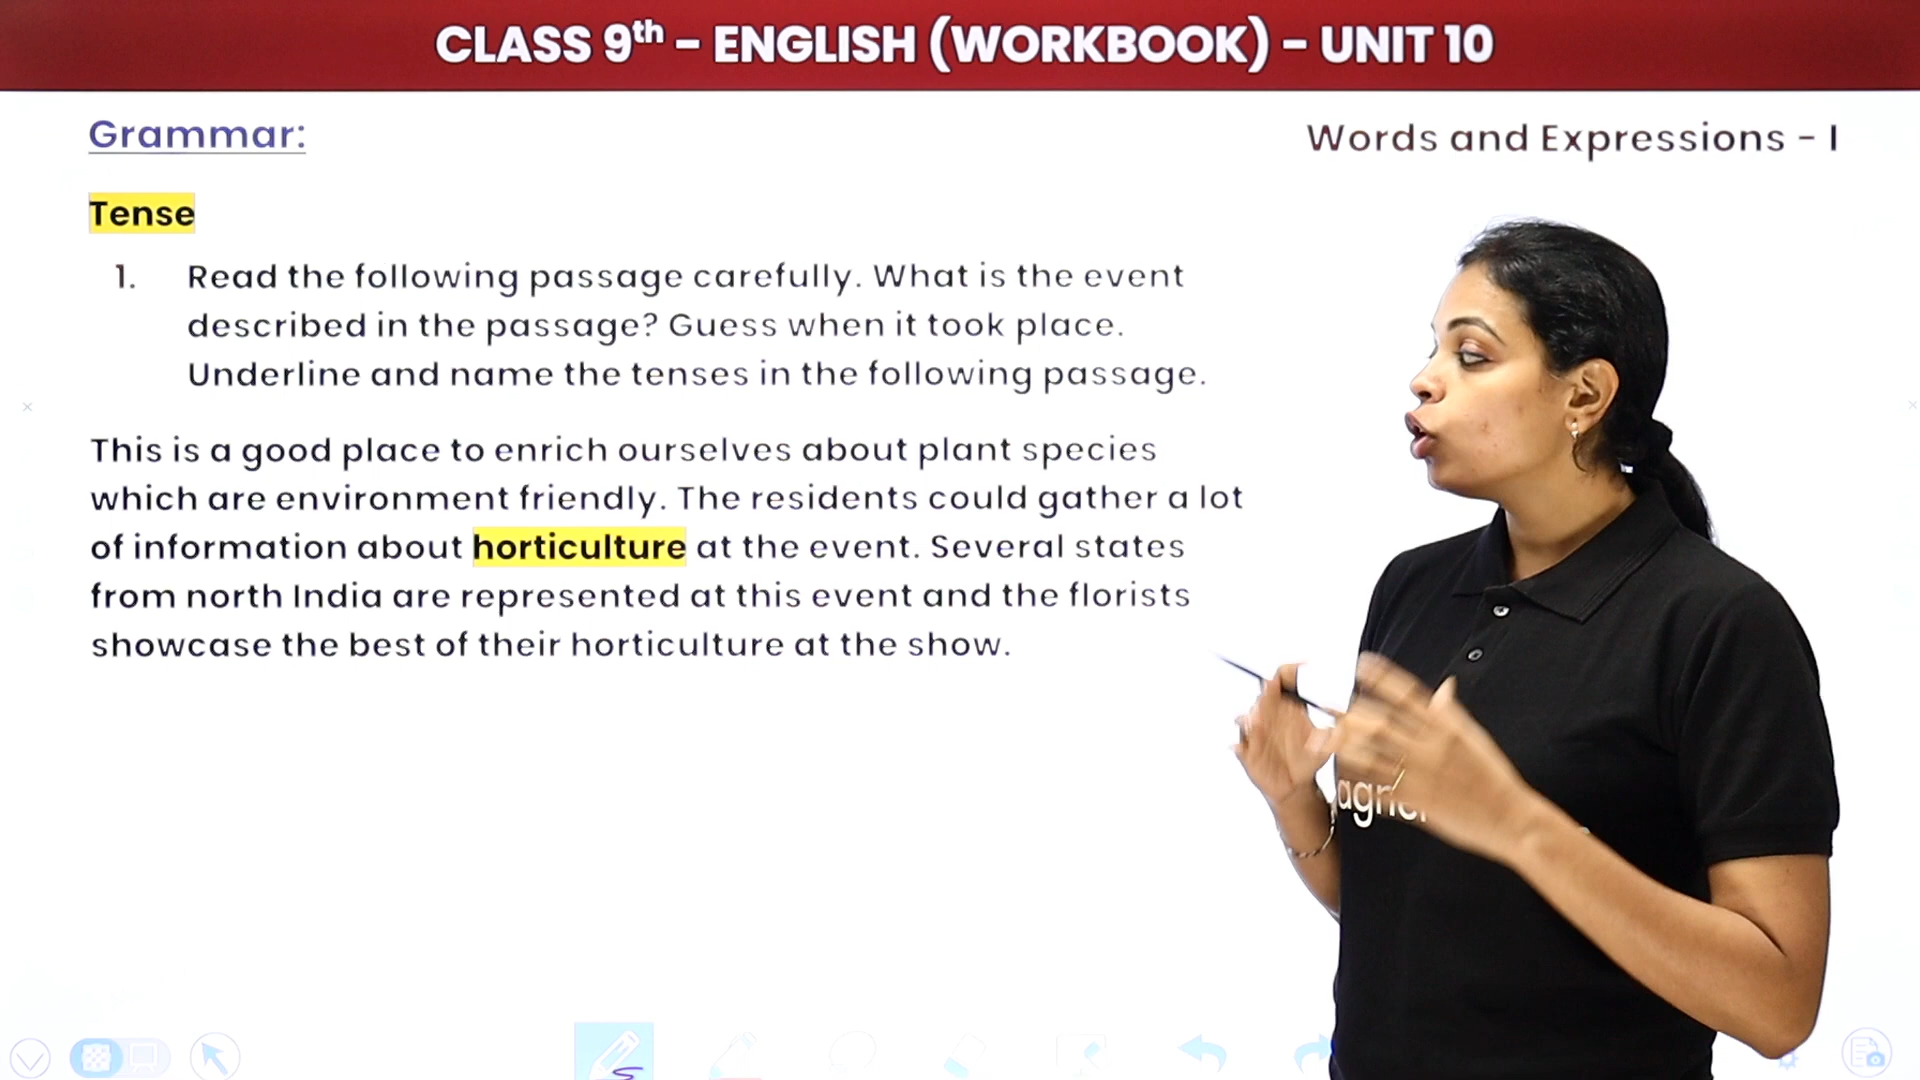 CLASS 9th – ENGLISH (WORKBOOK) – UNIT 10
Grammar:
Words and Expressions – I
Tense
1. Read the following passage carefully. What is the event
described in the passage? Guess when it took place.
Underline and name the tenses in the following passage.
This is a good place to enrich ourselves about plant species
which are environment friendly. The residents could gather a lot
of information about horticulture at the event. Several states
from north India are represented at this event and the florists
showcase the best of their horticulture at the show.